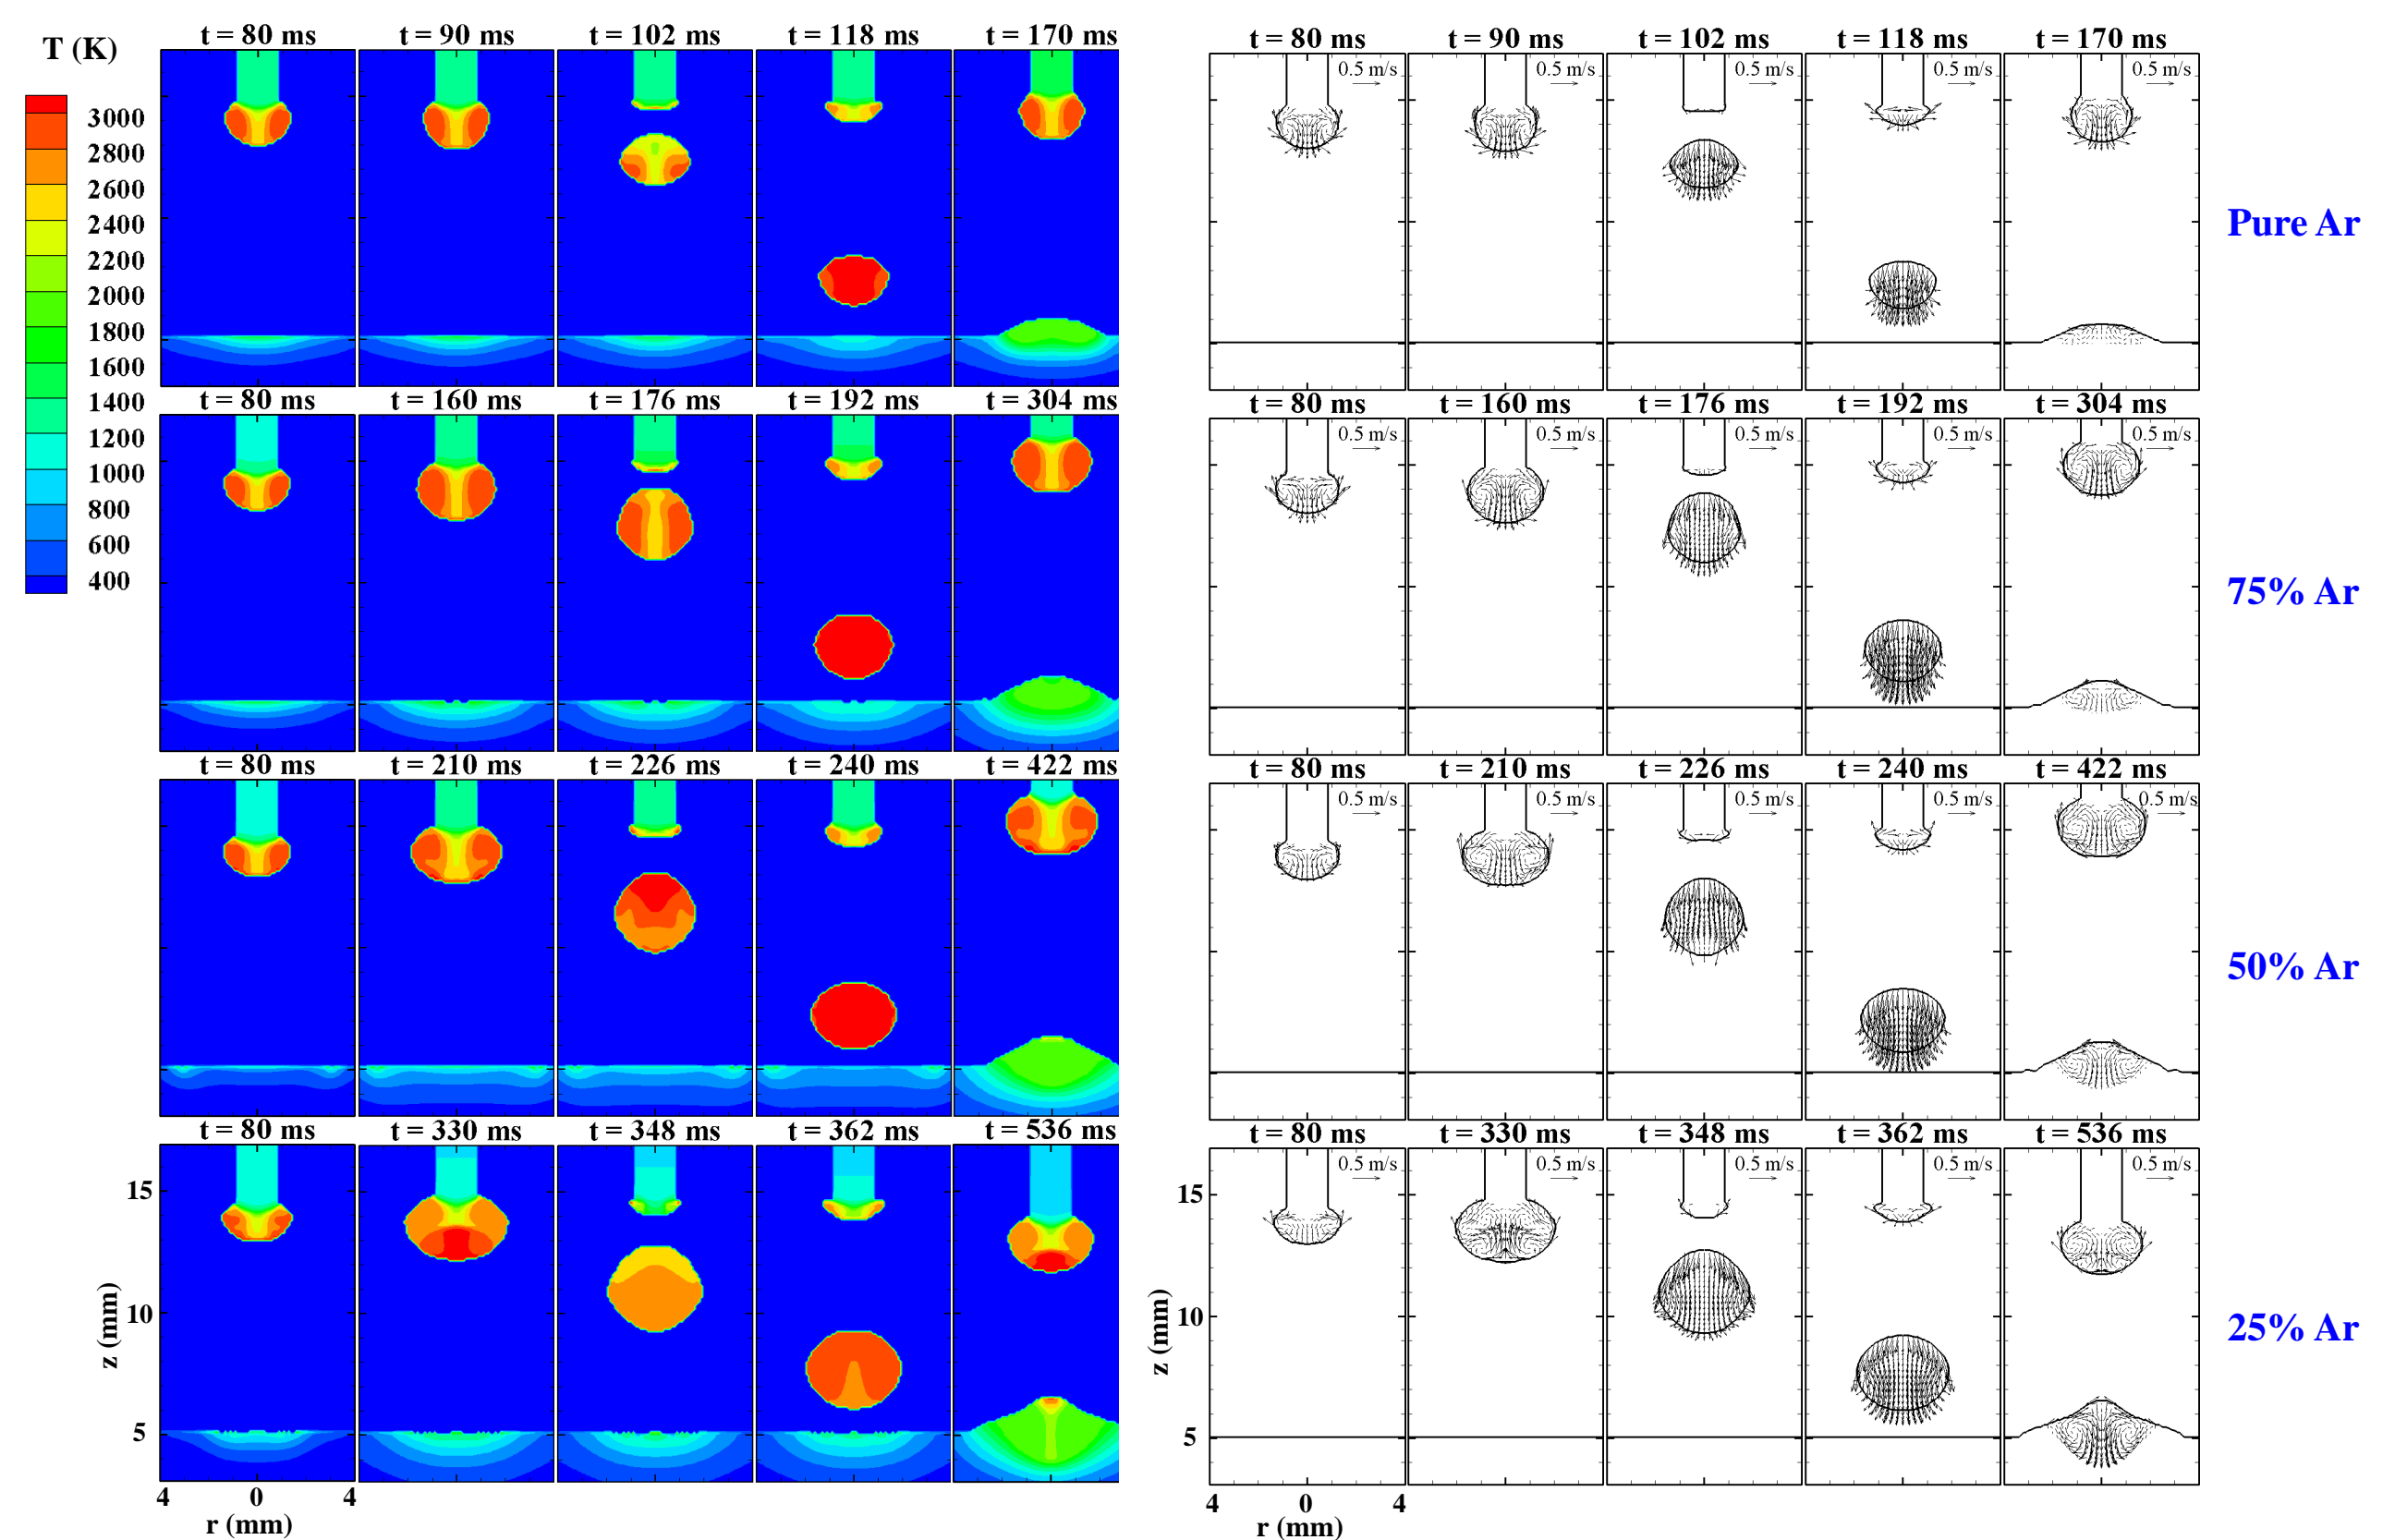 T (K)
3000
2800
2600
2400
2200
2000
1800
1600
1400
1200
1000
800
600
400
t = 80 ms t = 90 ms t = 102 ms t = 118 ms t = 170 ms
t = 80 ms t = 160 ms t = 176 ms t = 192 ms t = 304 ms
t = 80 ms t = 210 ms t = 226 ms t = 240 ms t = 422 ms
t = 80 ms t = 330 ms t = 348 ms t = 362 ms t = 536 ms
15
10
5
z (mm)
4 0 4
r (mm)
t = 80 ms t = 90 ms t = 102 ms t = 118 ms t = 170 ms
0.5 m/s 0.5 m/s 0.5 m/s 0.5 m/s 0.5 m/s
Pure Ar
t = 80 ms t = 160 ms t = 176 ms t = 192 ms t = 304 ms
0.5 m/s 0.5 m/s 0.5 m/s 0.5 m/s 0.5 m/s
75% Ar
t = 80 ms t = 210 ms t = 226 ms t = 240 ms t = 422 ms
0.5 m/s 0.5 m/s 0.5 m/s 0.5 m/s 0.5 m/s
50% Ar
t = 80 ms t = 330 ms t = 348 ms t = 362 ms t = 536 ms
0.5 m/s 0.5 m/s 0.5 m/s 0.5 m/s 0.5 m/s
25% Ar
15
10
5
z (mm)
4 0 4
r (mm)